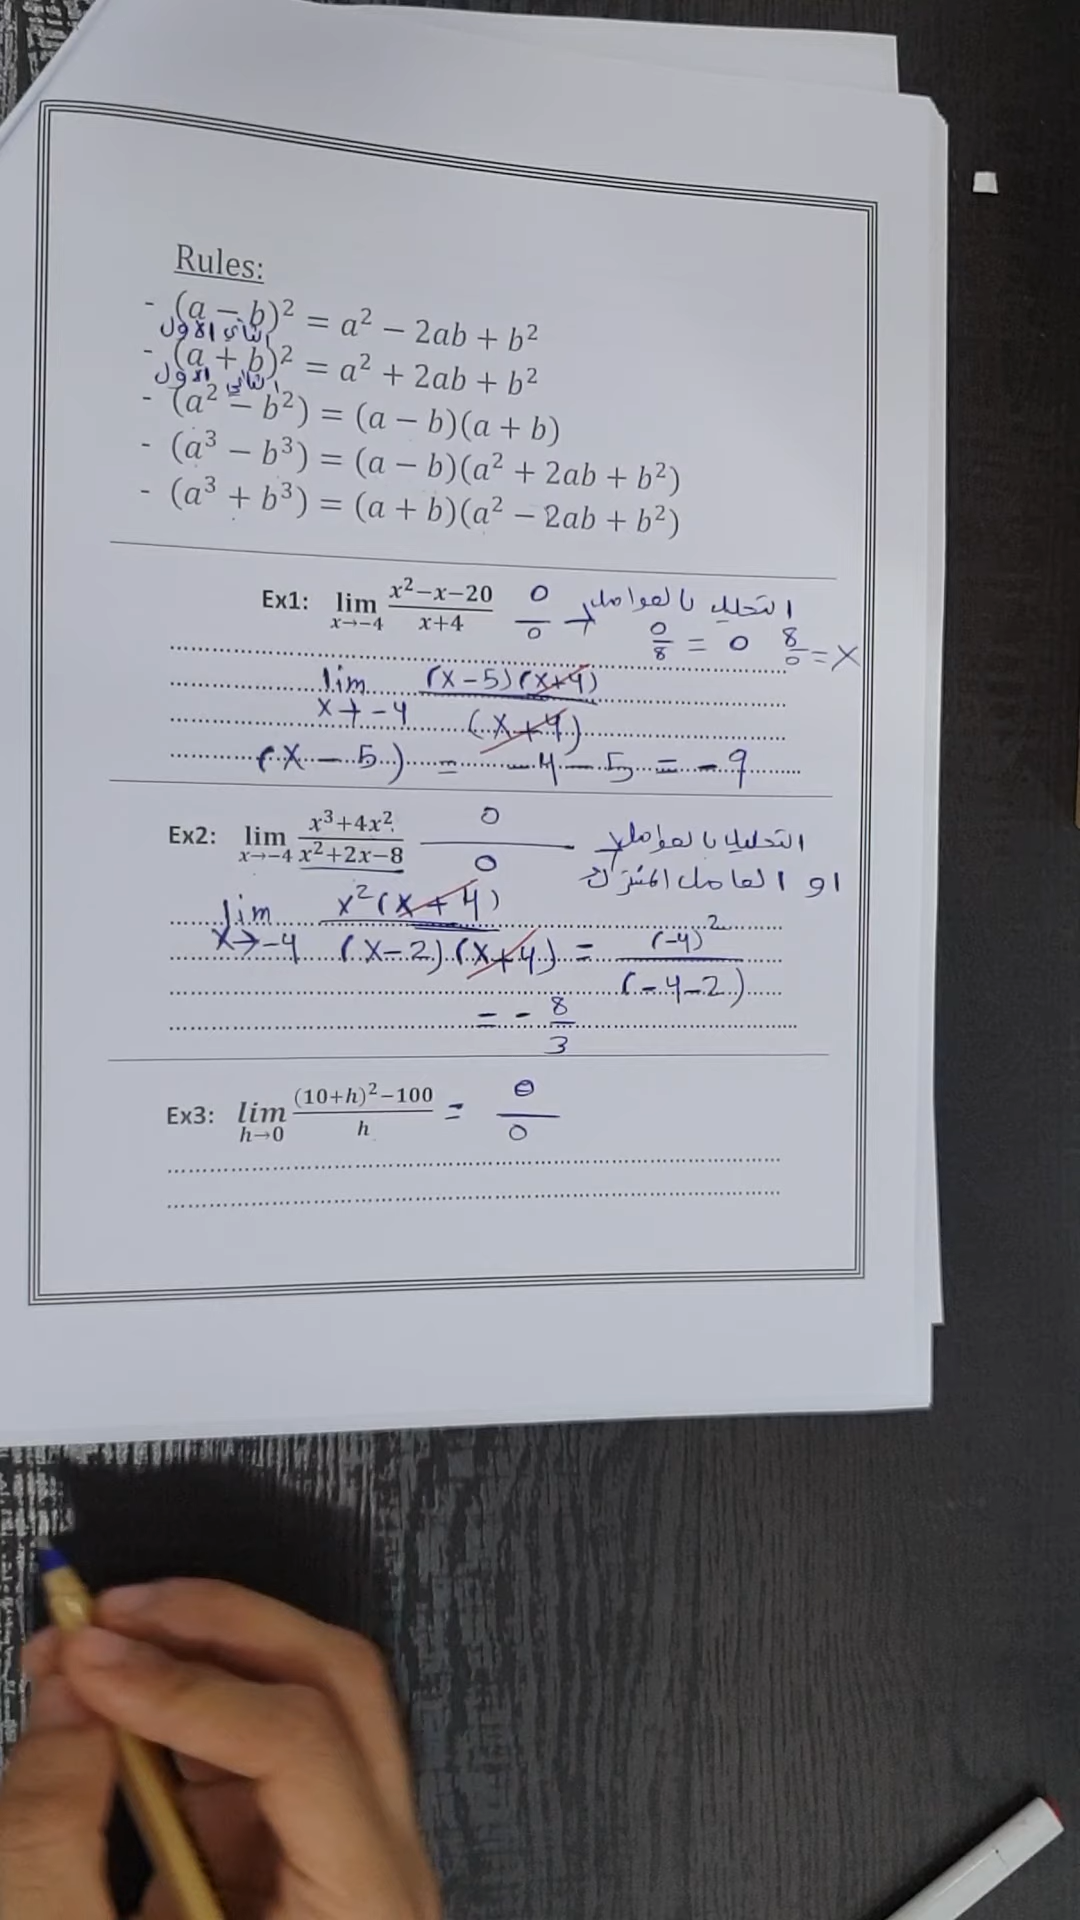 Rules:
- (a − b)² = a² − 2ab + b²
الاول الثاني
- (a + b)² = a² + 2ab + b²
الاول الثاني
- (a² − b²) = (a − b)(a + b)
- (a³ − b³) = (a − b)(a² + 2ab + b²)
- (a³ + b³) = (a + b)(a² − 2ab + b²)
Ex1: lim x→−4 (x²−x−20)/(x+4) 0/0 → التحليل بالعوامل
0/8 = 0 8/0 = X
lim x→−4 (x−5)(x+4)/(x+4)
(x−5) = −4−5 = −9
Ex2: lim x→−4 (x³+4x²)/(x²+2x−8) 0/0 → التحليل بالعوامل
او العامل المشترك
lim x→−4 x²(x+4)/(x−2)(x+4) = (−4)²/(−4−2)
= −8/3
Ex3: lim h→0 ((10+h)²−100)/h = 0/0